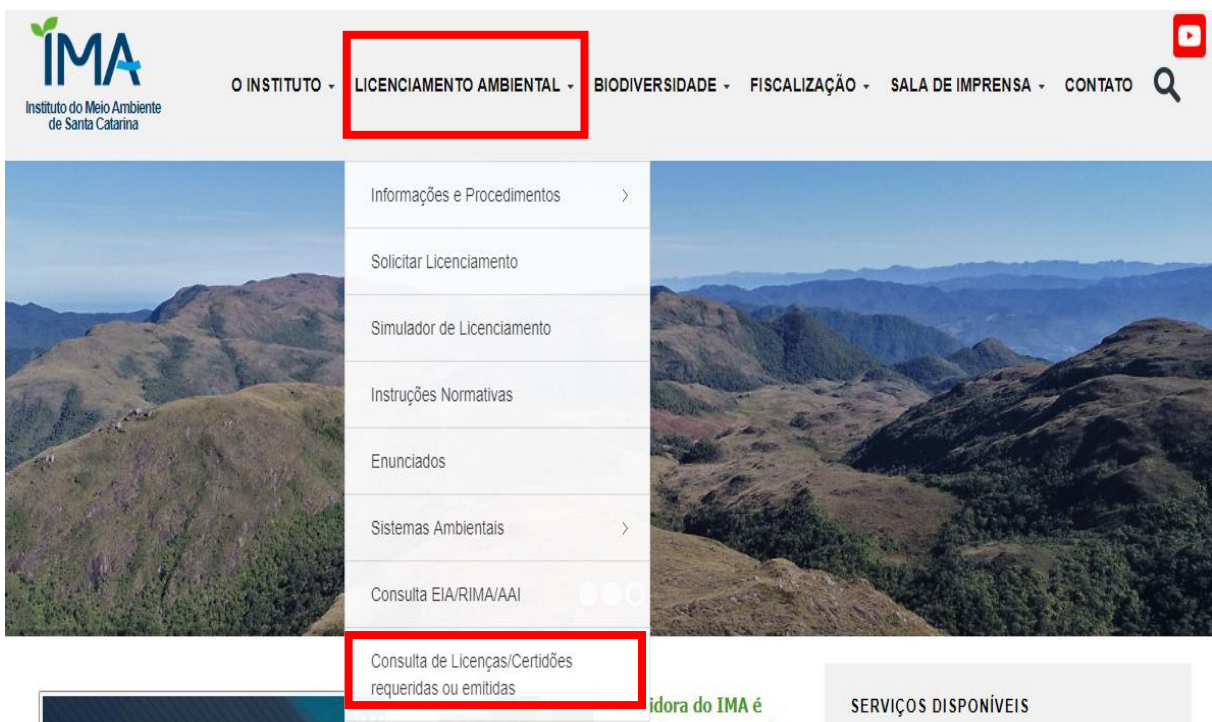 IMA
Instituto do Meio Ambiente
de Santa Catarina
O INSTITUTO
LICENCIAMENTO AMBIENTAL
BIODIVERSIDADE
FISCALIZAÇÃO
SALA DE IMPRENSA
CONTATO
Informações e Procedimentos
Solicitar Licenciamento
Simulador de Licenciamento
Instruções Normativas
Enunciados
Sistemas Ambientais
Consulta EIA/RIMA/AAI
Consulta de Licenças/Certidões
requeridas ou emitidas
idora do IMA é
SERVIÇOS DISPONÍVEIS